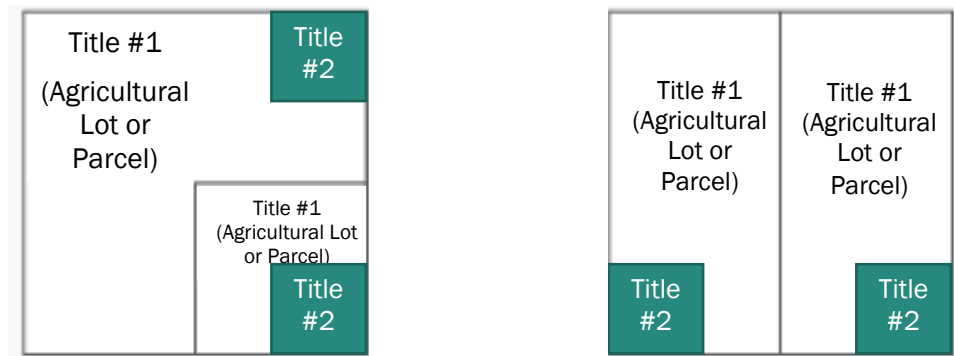 Title #1
(Agricultural
Lot or
Parcel)
Title
#2
Title #1
(Agricultural Lot
or Parcel)
Title
#2
Title #1
(Agricultural
Lot or
Parcel)
Title
#2
Title #1
(Agricultural
Lot or
Parcel)
Title
#2